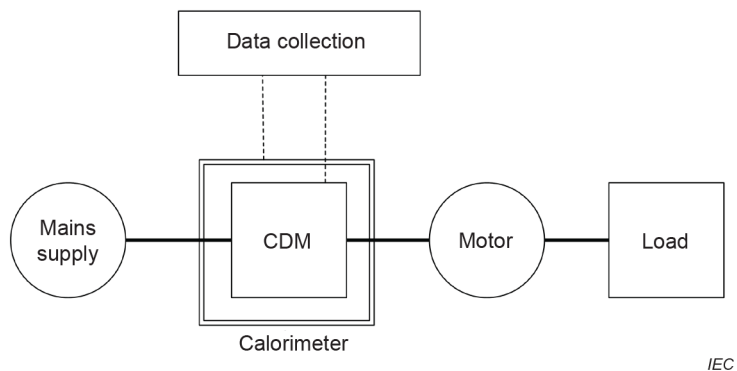 Data collection
Mains
supply
CDM
Motor
Load
Calorimeter
IEC